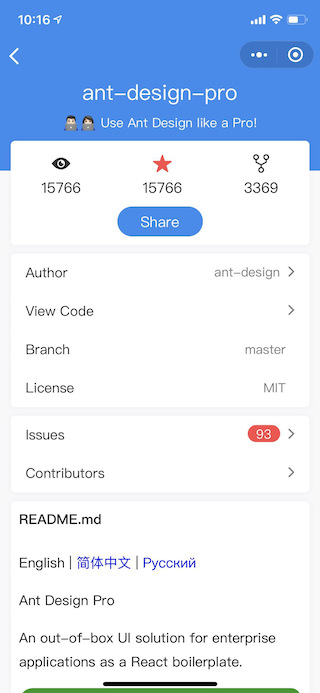 10:16
ant-design-pro
👨🏻‍💻👩🏻‍💻 Use Ant Design like a Pro!
15766 15766 3369
Share
Author ant-design
View Code
Branch master
License MIT
Issues 93
Contributors
README.md
English | 简体中文 | Русский
Ant Design Pro
An out-of-box UI solution for enterprise
applications as a React boilerplate.